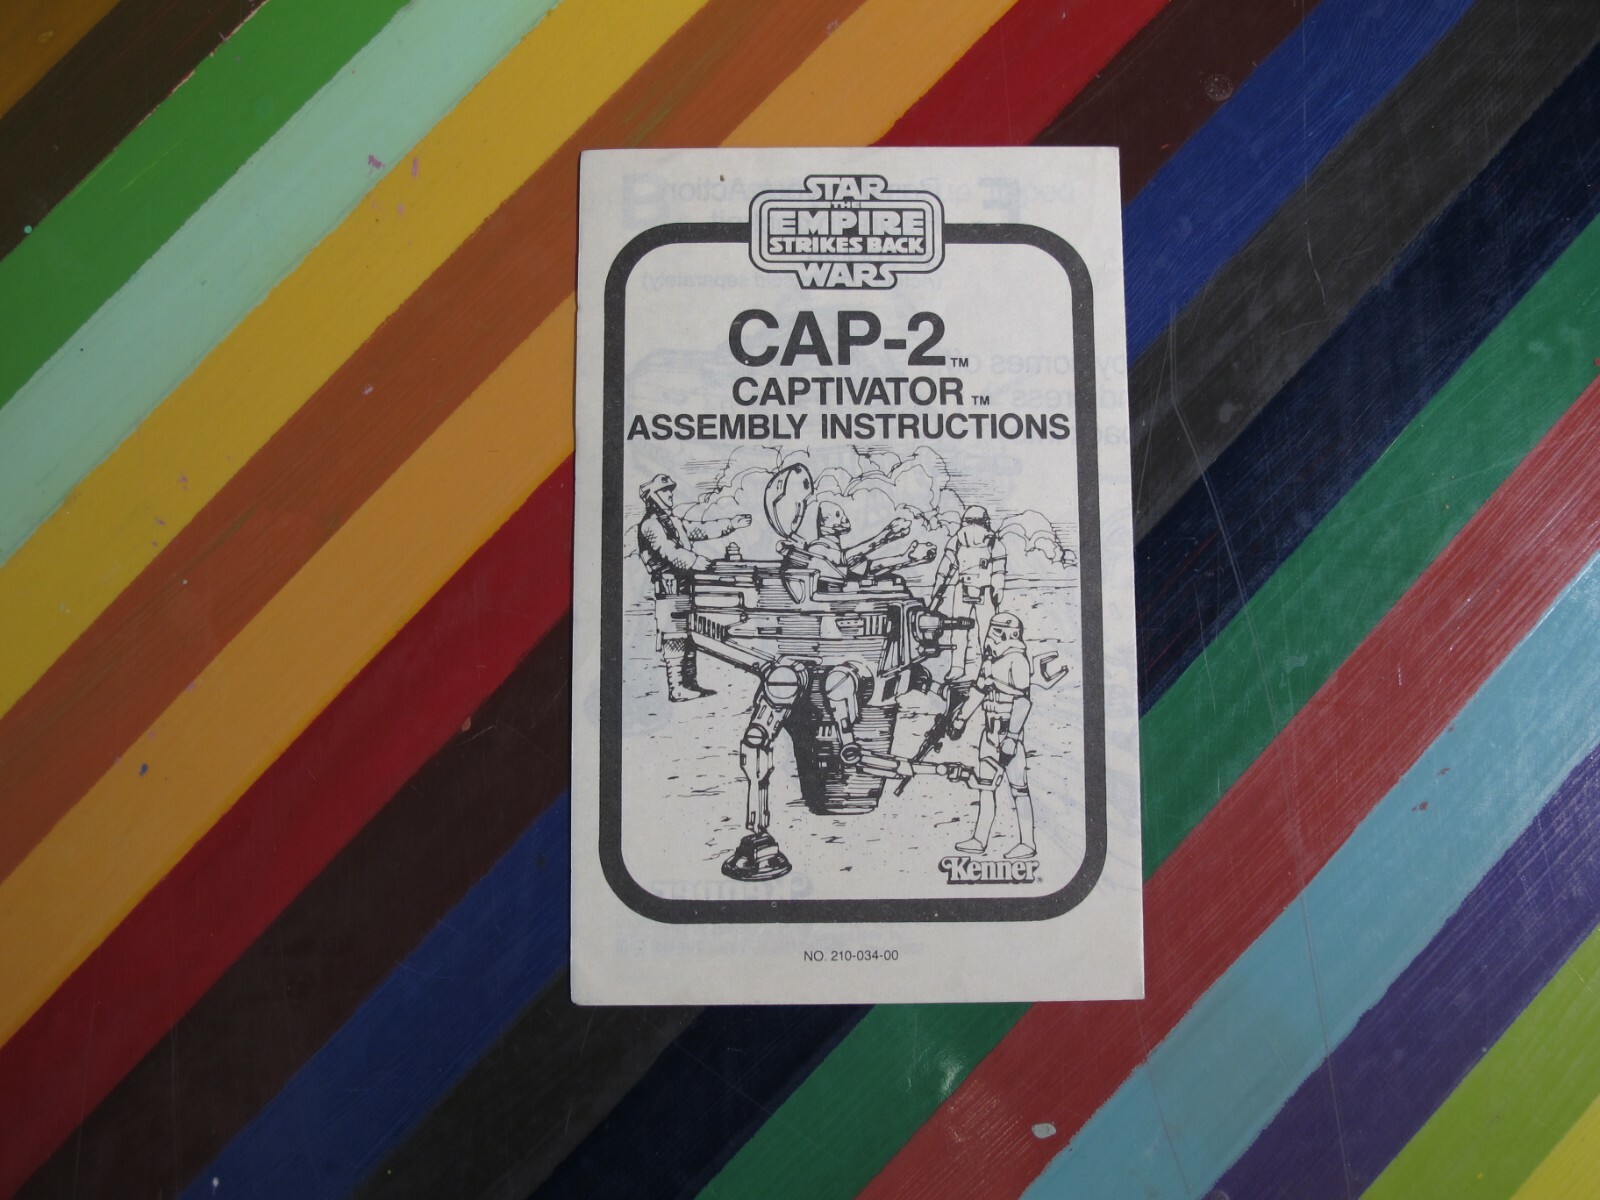 STAR
THE
EMPIRE
STRIKES BACK
WARS
CAP-2™
CAPTIVATOR™
ASSEMBLY INSTRUCTIONS
Kenner®
NO. 210-034-00